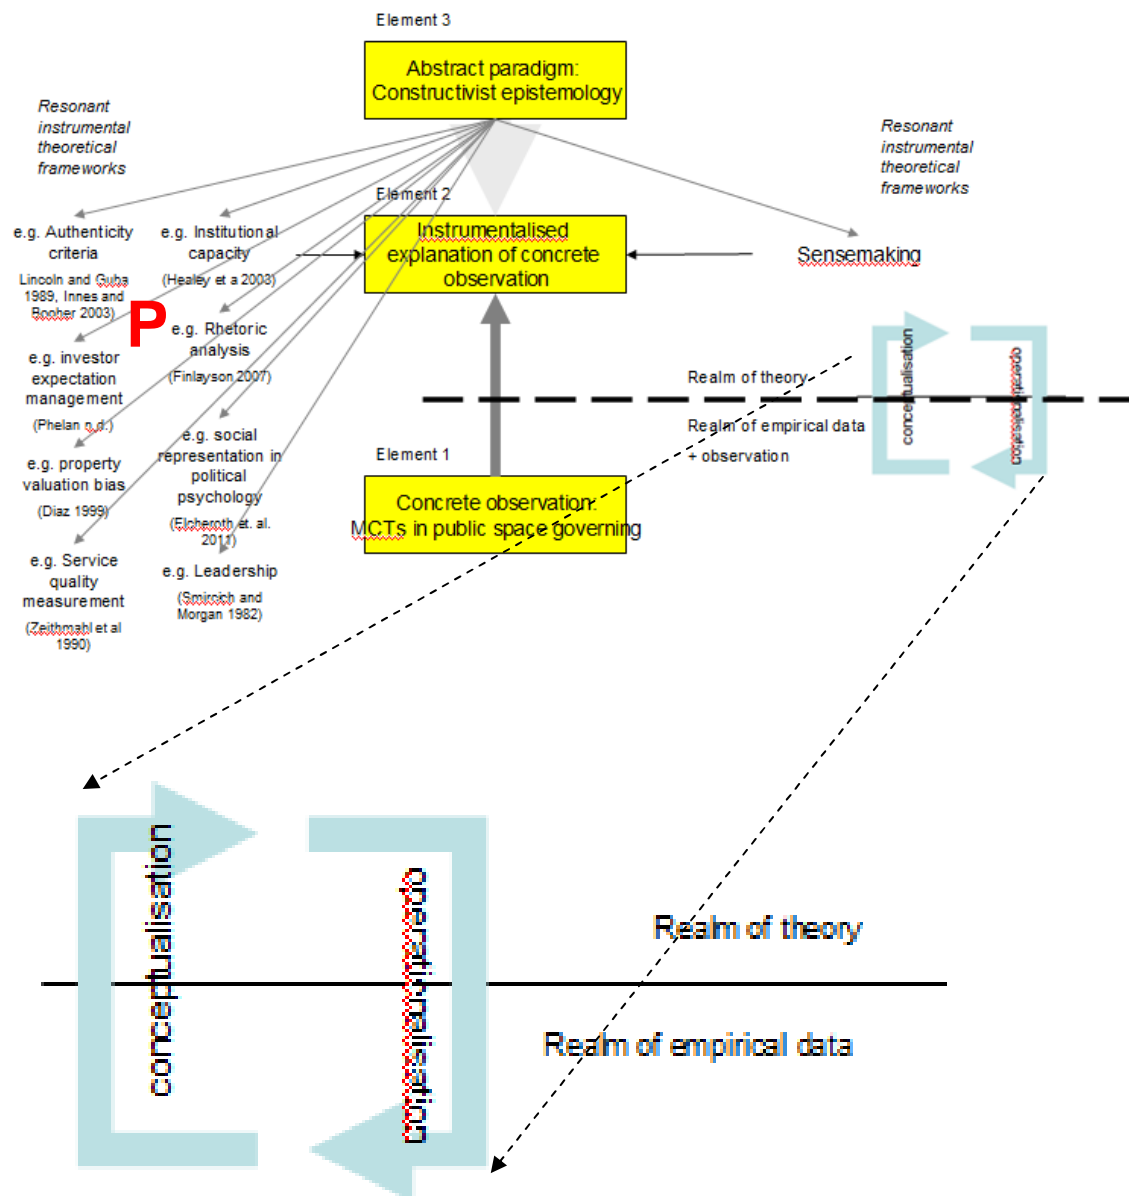 Element 3
Abstract paradigm:
Constructivist epistemology
Resonant
instrumental
theoretical
frameworks
Resonant
instrumental
theoretical
frameworks
Element 2
Instrumentalised
explanation of concrete
observation
e.g. Authenticity
criteria
Lincoln and Guba
1989, Innes and
Booher 2003)
e.g. Institutional
capacity
(Healey et a 2003)
Sensemaking
P
e.g. Rhetoric
analysis
(Finlayson 2007)
e.g. investor
expectation
management
(Phelan n.d.)
e.g. social
representation in
political
psychology
(Elcheroth et. al.
2011)
e.g. property
valuation bias
(Diaz 1999)
e.g. Service
quality
measurement
(Zeithmahl et al
1990)
e.g. Leadership
(Smircich and
Morgan 1982)
Realm of theory
Realm of empirical data
+ observation
conceptualisation
operationalisation
Element 1
Concrete observation:
MCTs in public space governing
conceptualisation
operationalisation
Realm of theory
Realm of empirical data